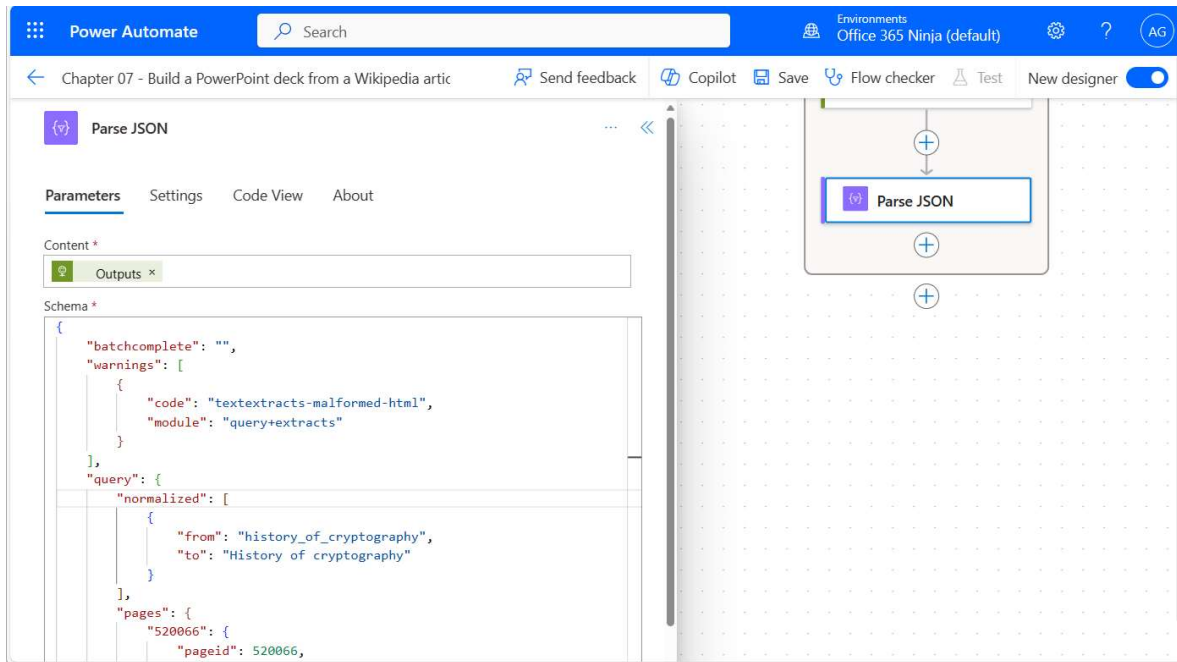 Power Automate
Search
Environments
Office 365 Ninja (default)
?
AG
Chapter 07 - Build a PowerPoint deck from a Wikipedia artic
Send feedback
Copilot
Save
Flow checker
Test
New designer
Parse JSON
...
Parameters
Settings
Code View
About
Content *
Outputs ×
Schema *
{
"batchcomplete": "",
"warnings": [
{
"code": "textextracts-malformed-html",
"module": "query+extracts"
}
],
"query": {
"normalized": [
{
"from": "history_of_cryptography",
"to": "History of cryptography"
}
],
"pages": {
"520066": {
"pageid": 520066,
Parse JSON